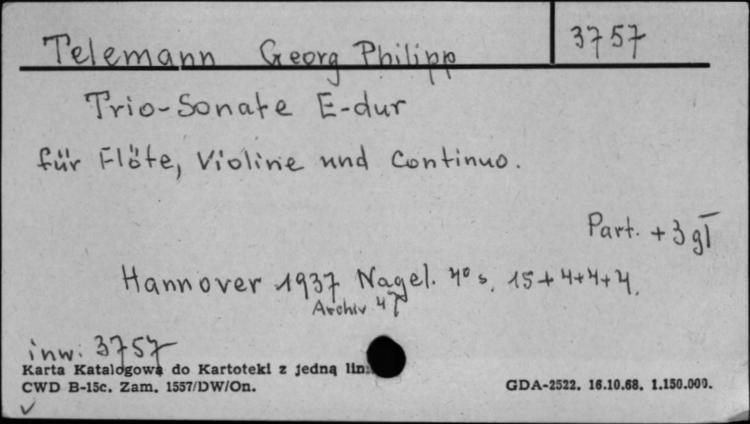 Telemann Georg Philipp 3757
Trio-Sonate E-dur
für Flöte, Violine und Continuo.
Part. + 3 gł
Hannover 1937 Nagel. 4° s. 15+4+4+4.
Archiv 47
inw: 3757
Karta Katalogowa do Kartoteki z jedną lin.
CWD B-15c. Zam. 1557/DW/On.
GDA-2522. 16.10.68. 1.150.000.